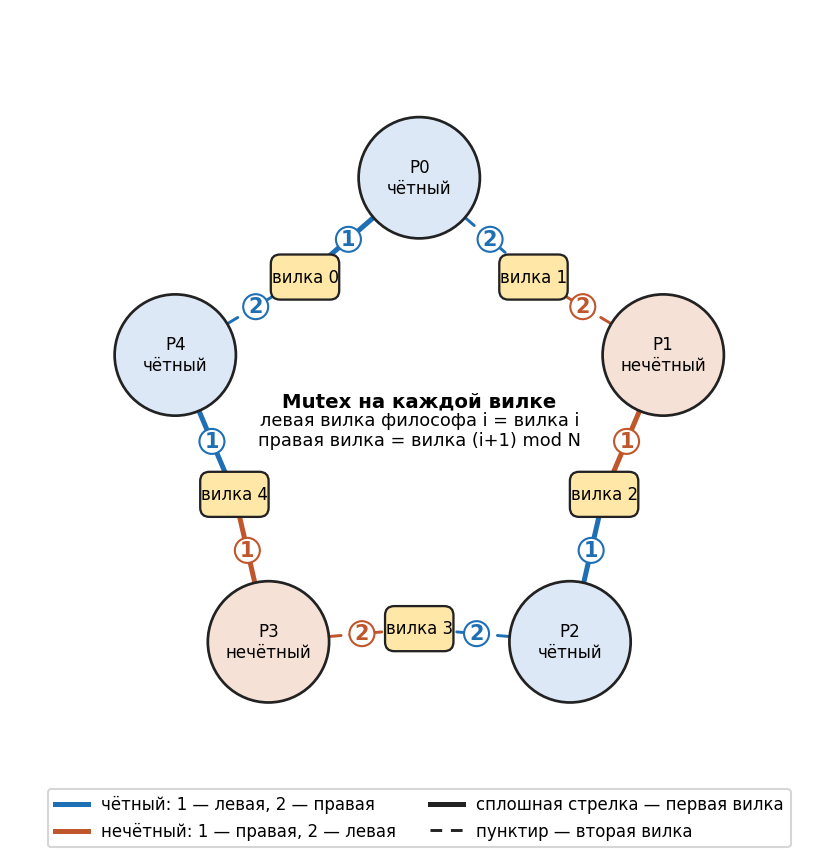 P0
чётный
1
2
вилка 0
вилка 1
2
2
P4
чётный
P1
нечётный
Mutex на каждой вилке
левая вилка философа i = вилка i
правая вилка = вилка (i+1) mod N
1
1
вилка 4
вилка 2
1
1
P3
нечётный
2
вилка 3
2
P2
чётный
чётный: 1 — левая, 2 — правая
нечётный: 1 — правая, 2 — левая
сплошная стрелка — первая вилка
пунктир — вторая вилка